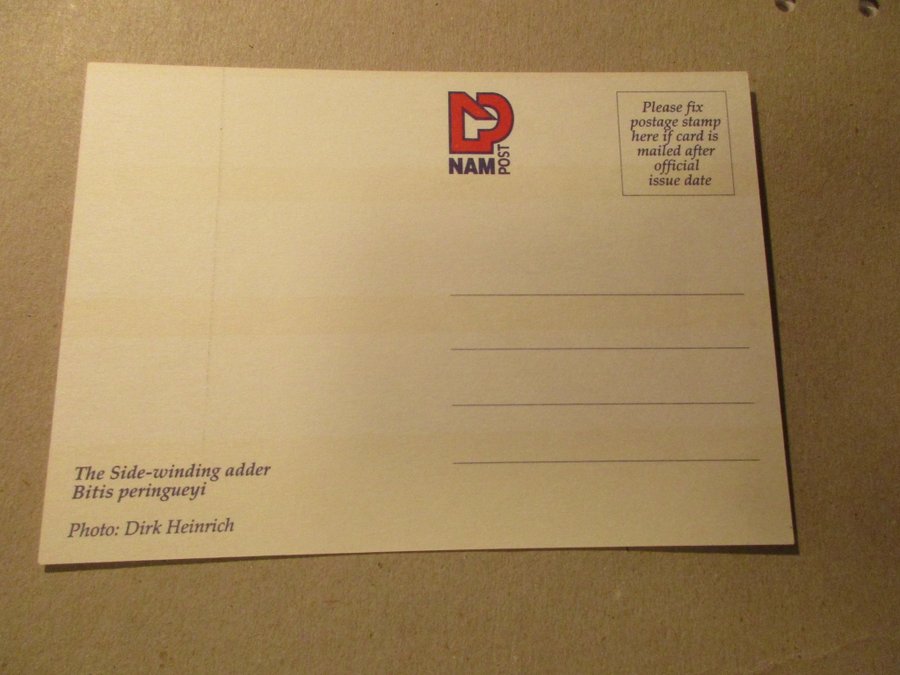 NAM POST
Please fix
postage stamp
here if card is
mailed after
official
issue date
The Side-winding adder
Bitis peringueyi
Photo: Dirk Heinrich